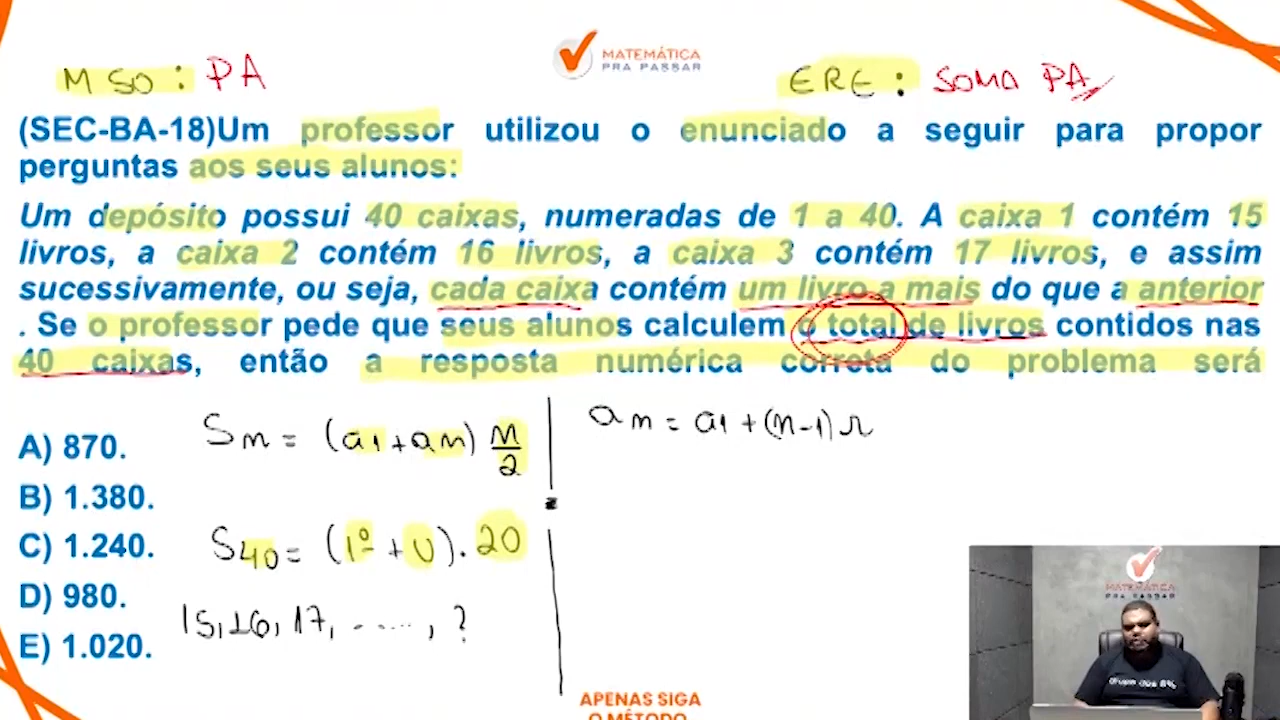 MATEMÁTICA
PRA PASSAR
M SO : PA
ERE : SOMA PA
(SEC-BA-18)Um professor utilizou o enunciado a seguir para propor
perguntas aos seus alunos:
Um depósito possui 40 caixas, numeradas de 1 a 40. A caixa 1 contém 15
livros, a caixa 2 contém 16 livros, a caixa 3 contém 17 livros, e assim
sucessivamente, ou seja, cada caixa contém um livro a mais do que a anterior
. Se o professor pede que seus alunos calculem o total de livros contidos nas
40 caixas, então a resposta numérica correta do problema será
A) 870.
B) 1.380.
C) 1.240.
D) 980.
E) 1.020.
Sn = (a1+an) n/2
S40 = (1º + U). 20
15, 16, 17, ....., ?
an = a1 + (n-1) r
MATEMÁTICA
PRA PASSAR
APENAS SIGA
O MÉTODO